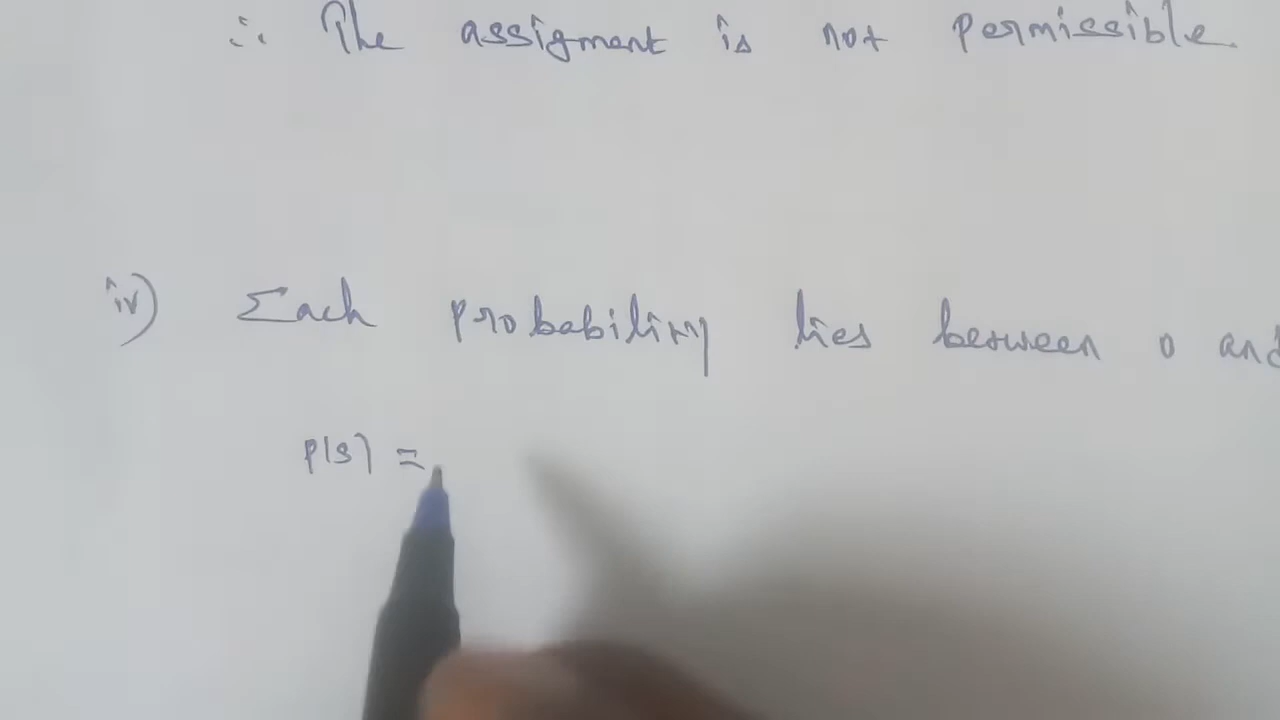 ∴ The assigment is not permissible.
iv) Each probability lies between 0 and
P(S) =